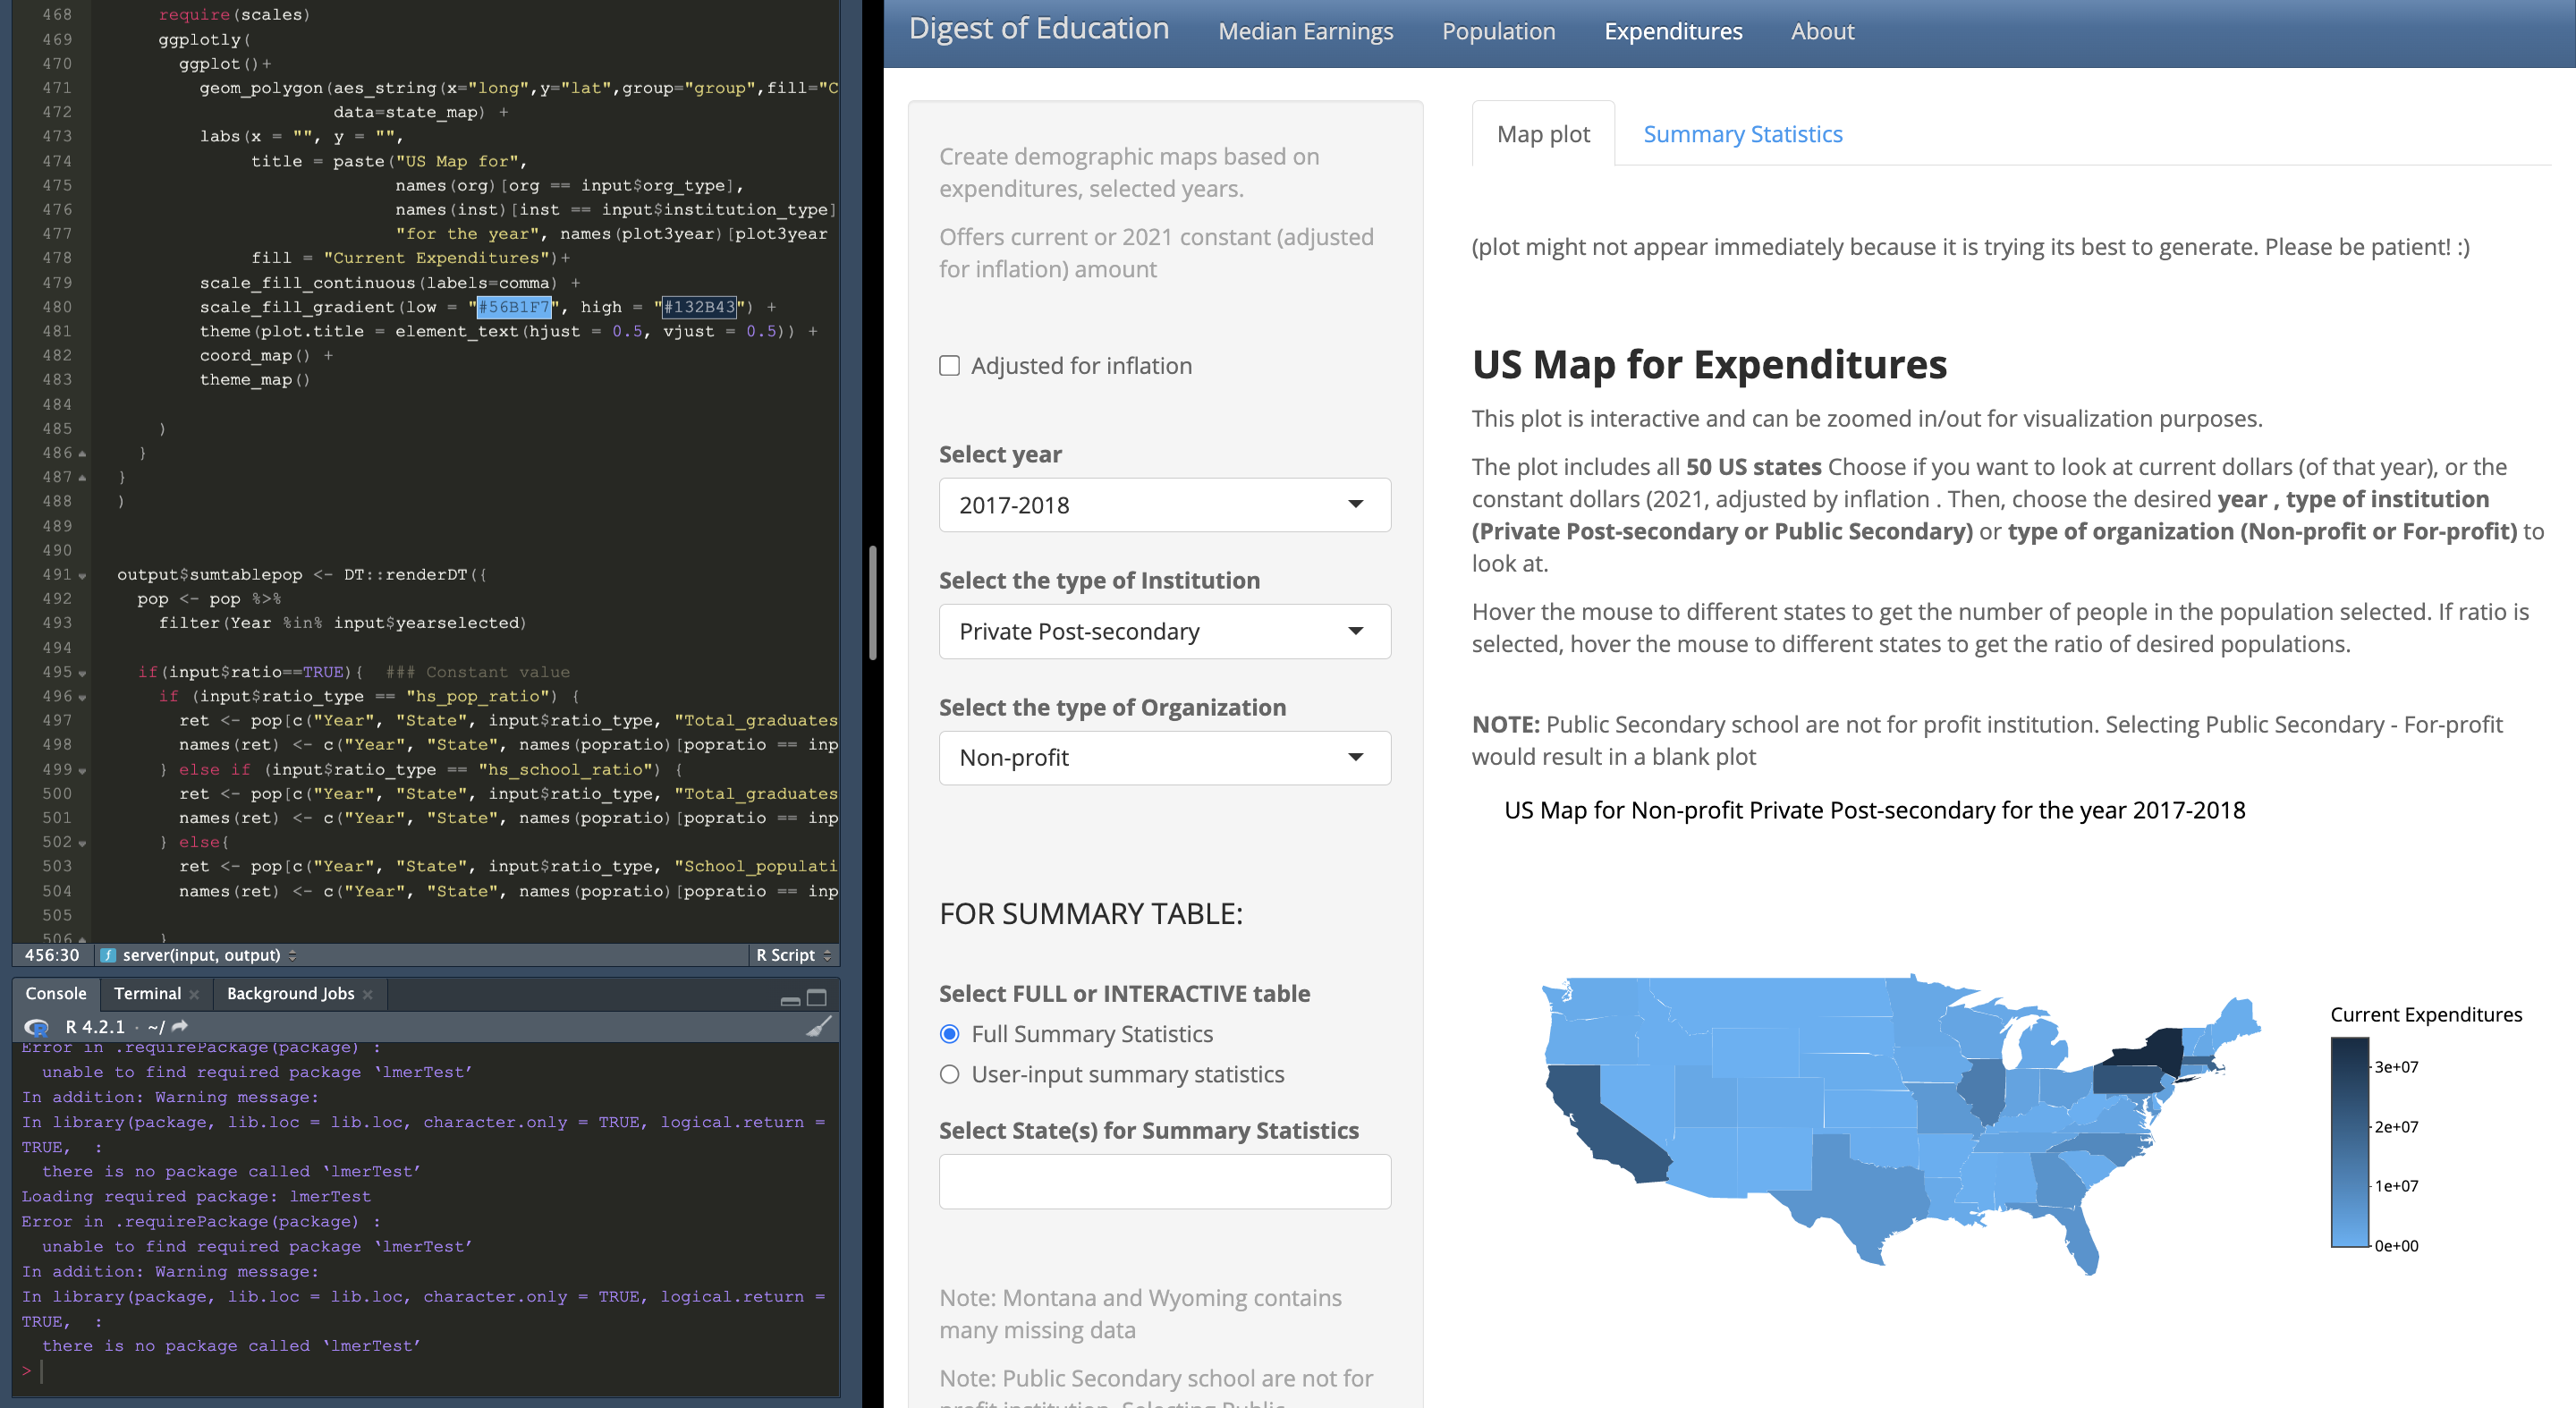 468 require(scales)
469 ggplotly(
470 ggplot()+
471 geom_polygon(aes_string(x="long",y="lat",group="group",fill="C
472 data=state_map) +
473 labs(x = "", y = "",
474 title = paste("US Map for",
475 names(org)[org == input$org_type],
476 names(inst)[inst == input$institution_type]
477 "for the year", names(plot3year)[plot3year
478 fill = "Current Expenditures")+
479 scale_fill_continuous(labels=comma) +
480 scale_fill_gradient(low = "#56B1F7", high = "#132B43") +
481 theme(plot.title = element_text(hjust = 0.5, vjust = 0.5)) +
482 coord_map() +
483 theme_map()
484
485 )
486 }
487 }
488 )
489
490
491 output$sumtablepop <- DT::renderDT({
492 pop <- pop %>%
493 filter(Year %in% input$yearselected)
494
495 if(input$ratio==TRUE){ ### Constant value
496 if (input$ratio_type == "hs_pop_ratio") {
497 ret <- pop[c("Year", "State", input$ratio_type, "Total_graduates
498 names(ret) <- c("Year", "State", names(popratio)[popratio == inp
499 } else if (input$ratio_type == "hs_school_ratio") {
500 ret <- pop[c("Year", "State", input$ratio_type, "Total_graduates
501 names(ret) <- c("Year", "State", names(popratio)[popratio == inp
502 } else{
503 ret <- pop[c("Year", "State", input$ratio_type, "School_populati
504 names(ret) <- c("Year", "State", names(popratio)[popratio == inp
505
506 }
456:30 server(input, output) R Script
Console Terminal Background Jobs
R 4.2.1 · ~/
Error in .requirePackage(package) :
unable to find required package ‘lmerTest’
In addition: Warning message:
In library(package, lib.loc = lib.loc, character.only = TRUE, logical.return =
TRUE, :
there is no package called ‘lmerTest’
Loading required package: lmerTest
Error in .requirePackage(package) :
unable to find required package ‘lmerTest’
In addition: Warning message:
In library(package, lib.loc = lib.loc, character.only = TRUE, logical.return =
TRUE, :
there is no package called ‘lmerTest’
>
Digest of Education Median Earnings Population Expenditures About
Create demographic maps based on
expenditures, selected years.
Offers current or 2021 constant (adjusted
for inflation) amount
Adjusted for inflation
Select year
2017-2018
Select the type of Institution
Private Post-secondary
Select the type of Organization
Non-profit
FOR SUMMARY TABLE:
Select FULL or INTERACTIVE table
Full Summary Statistics
User-input summary statistics
Select State(s) for Summary Statistics
Note: Montana and Wyoming contains
many missing data
Note: Public Secondary school are not for
profit institution. Selecting Public
Map plot Summary Statistics
(plot might not appear immediately because it is trying its best to generate. Please be patient! :)
US Map for Expenditures
This plot is interactive and can be zoomed in/out for visualization purposes.
The plot includes all 50 US states Choose if you want to look at current dollars (of that year), or the
constant dollars (2021, adjusted by inflation . Then, choose the desired year , type of institution
(Private Post-secondary or Public Secondary) or type of organization (Non-profit or For-profit) to
look at.
Hover the mouse to different states to get the number of people in the population selected. If ratio is
selected, hover the mouse to different states to get the ratio of desired populations.
NOTE: Public Secondary school are not for profit institution. Selecting Public Secondary - For-profit
would result in a blank plot
US Map for Non-profit Private Post-secondary for the year 2017-2018
Current Expenditures
3e+07
2e+07
1e+07
0e+00